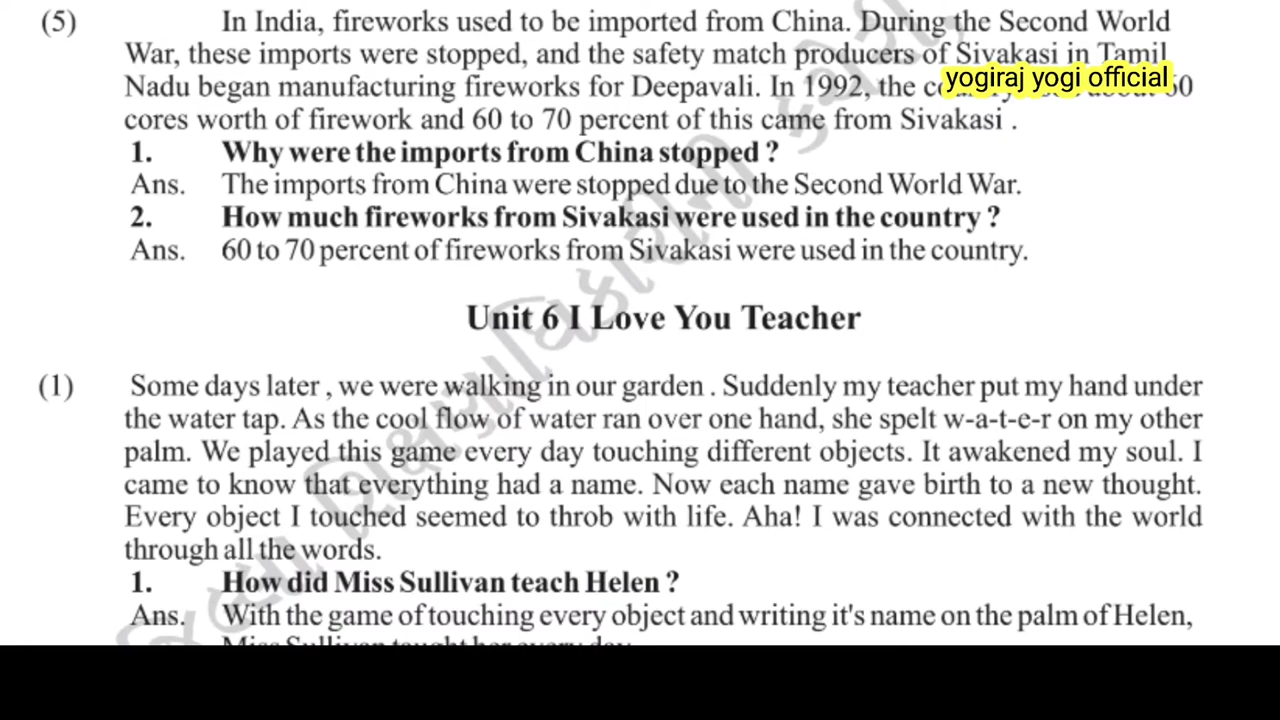 (5) In India, fireworks used to be imported from China. During the Second World
War, these imports were stopped, and the safety match producers of Sivakasi in Tamil
yogiraj yogi official
Nadu began manufacturing fireworks for Deepavali. In 1992, the 60
cores worth of firework and 60 to 70 percent of this came from Sivakasi .
1. Why were the imports from China stopped ?
Ans. The imports from China were stopped due to the Second World War.
2. How much fireworks from Sivakasi were used in the country ?
Ans. 60 to 70 percent of fireworks from Sivakasi were used in the country.
Unit 6 I Love You Teacher
(1) Some days later , we were walking in our garden . Suddenly my teacher put my hand under
the water tap. As the cool flow of water ran over one hand, she spelt w-a-t-e-r on my other
palm. We played this game every day touching different objects. It awakened my soul. I
came to know that everything had a name. Now each name gave birth to a new thought.
Every object I touched seemed to throb with life. Aha! I was connected with the world
through all the words.
1. How did Miss Sullivan teach Helen ?
Ans. With the game of touching every object and writing it's name on the palm of Helen,
Miss Sullivan taught her every day